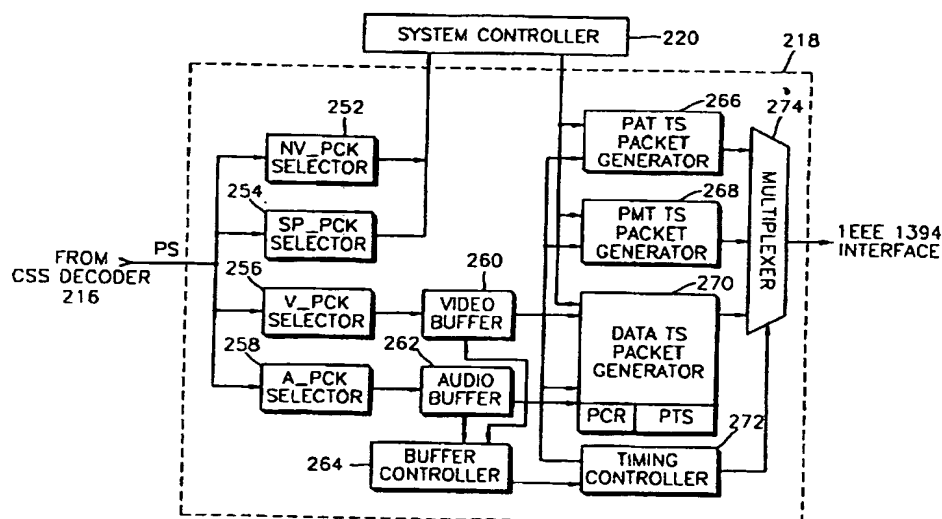 SYSTEM CONTROLLER
220
218
252
NV_PCK
SELECTOR
266
PAT TS
PACKET
GENERATOR
274
MULTIPLEXER
254
SP_PCK
SELECTOR
268
PMT TS
PACKET
GENERATOR
1EEE 1394
INTERFACE
FROM
CSS DECODER
216
PS
256
V_PCK
SELECTOR
260
VIDEO
BUFFER
270
DATA TS
PACKET
GENERATOR
PCR
PTS
258
A_PCK
SELECTOR
262
AUDIO
BUFFER
264
BUFFER
CONTROLLER
272
TIMING
CONTROLLER